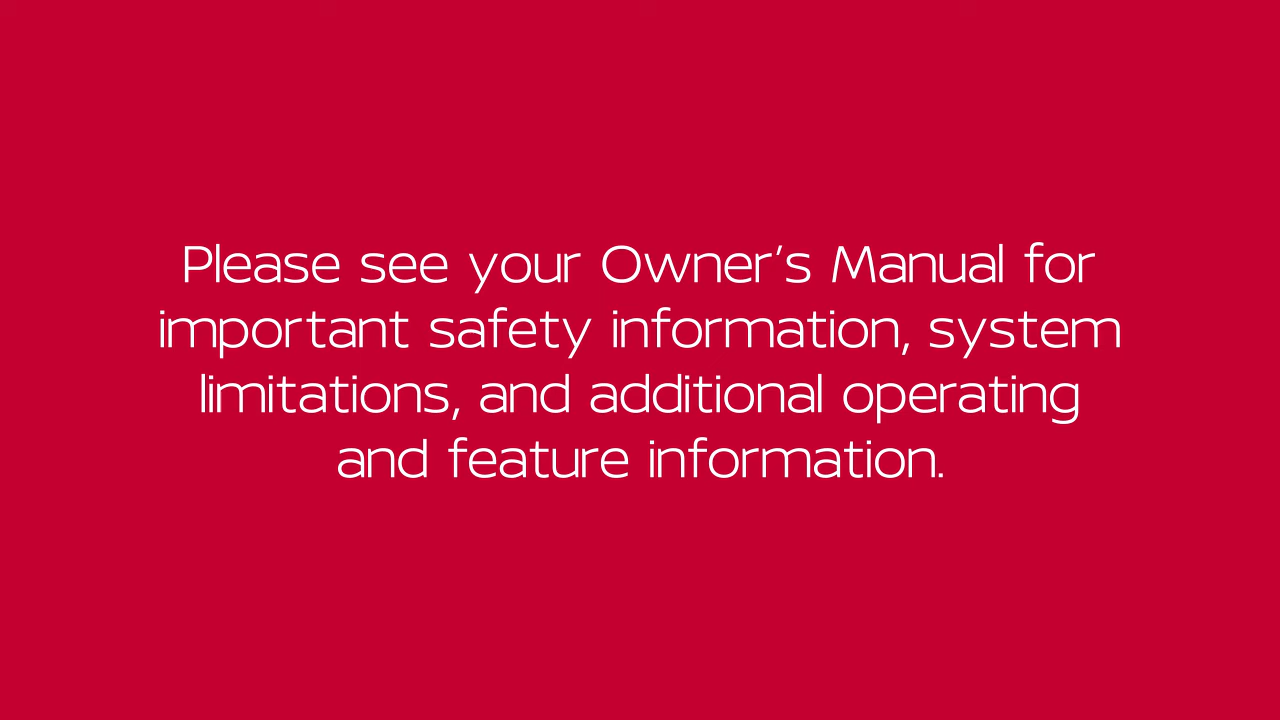 Please see your Owner’s Manual for
important safety information, system
limitations, and additional operating
and feature information.